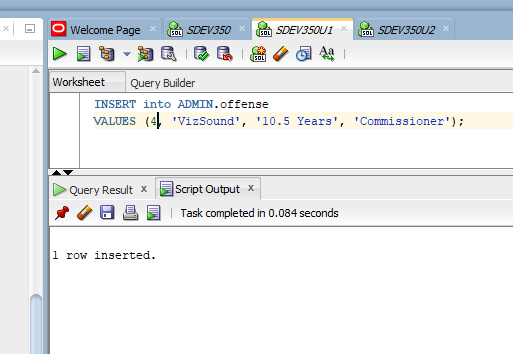 Welcome Page
SDEV350
SDEV350U1
SDEV350U2
Worksheet Query Builder
INSERT into ADMIN.offense
VALUES (4, 'VizSound', '10.5 Years', 'Commissioner');
Query Result x Script Output x
Task completed in 0.084 seconds
1 row inserted.